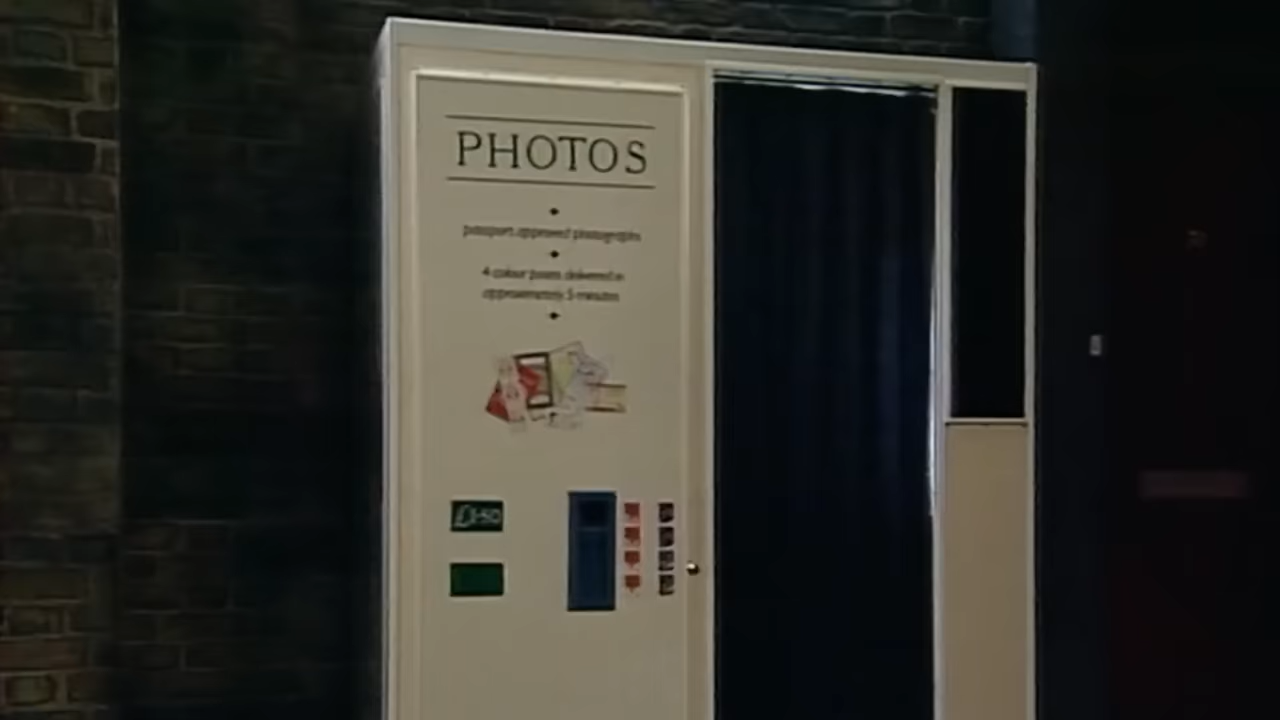 PHOTOS
passport approved photographs
4 colour poses delivered in
approximately 5 minutes
£1.50